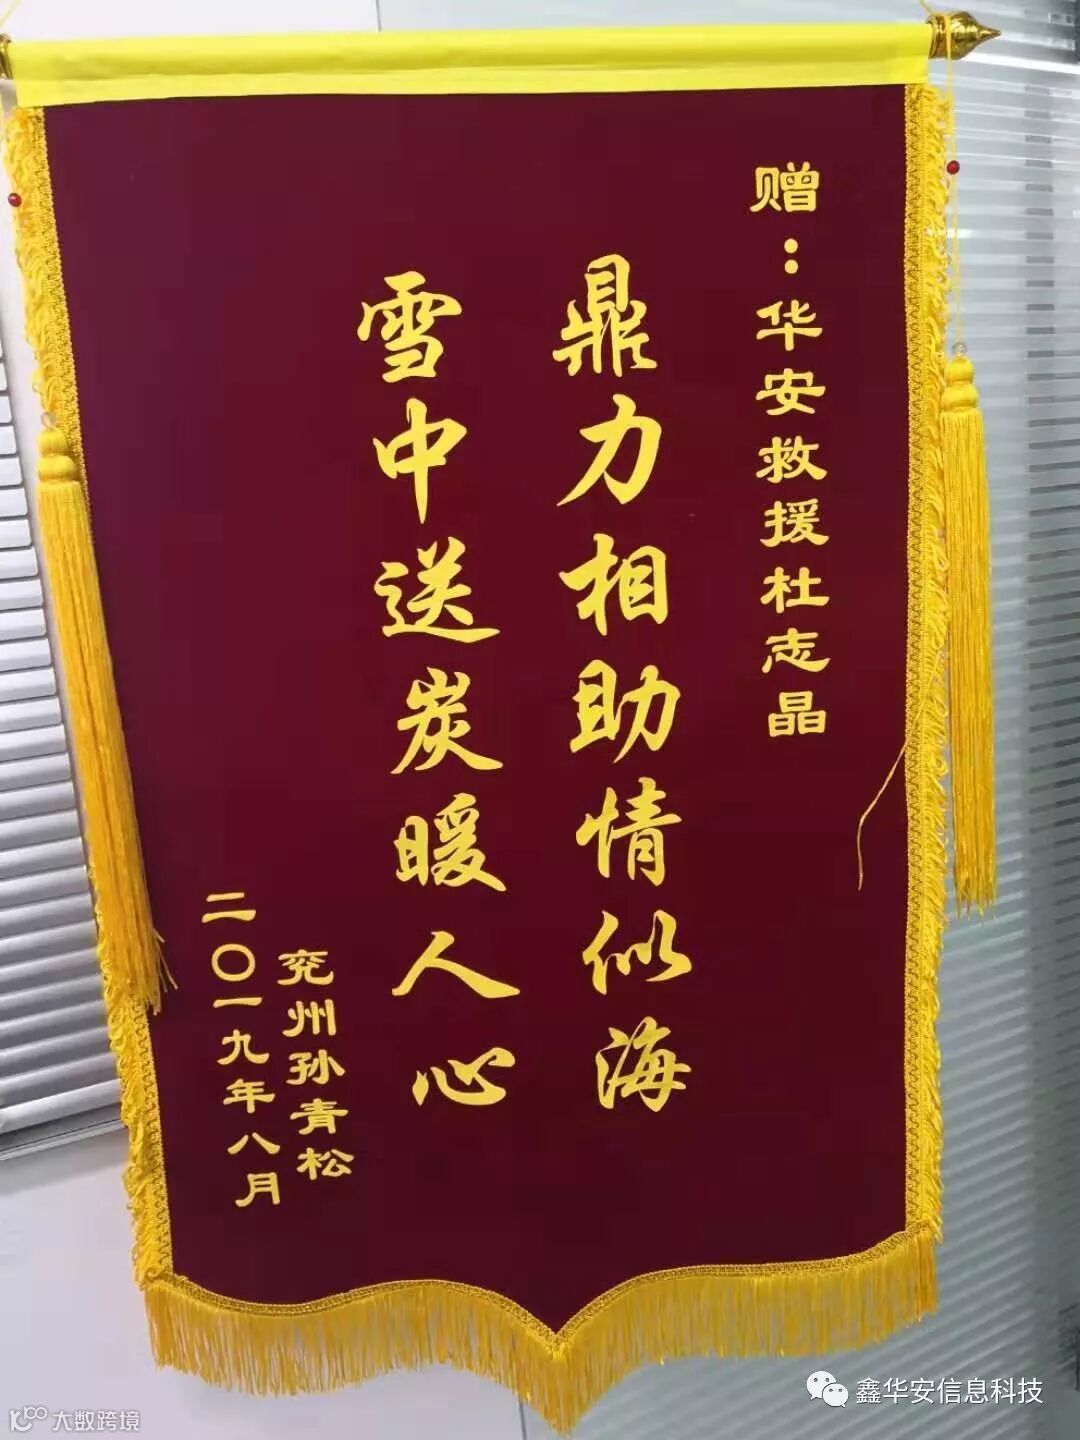 赠：华安救援杜志晶
鼎力相助情似海
雪中送炭暖人心
兖州孙青松
二〇一九年八月
鑫华安信息科技
大数跨境